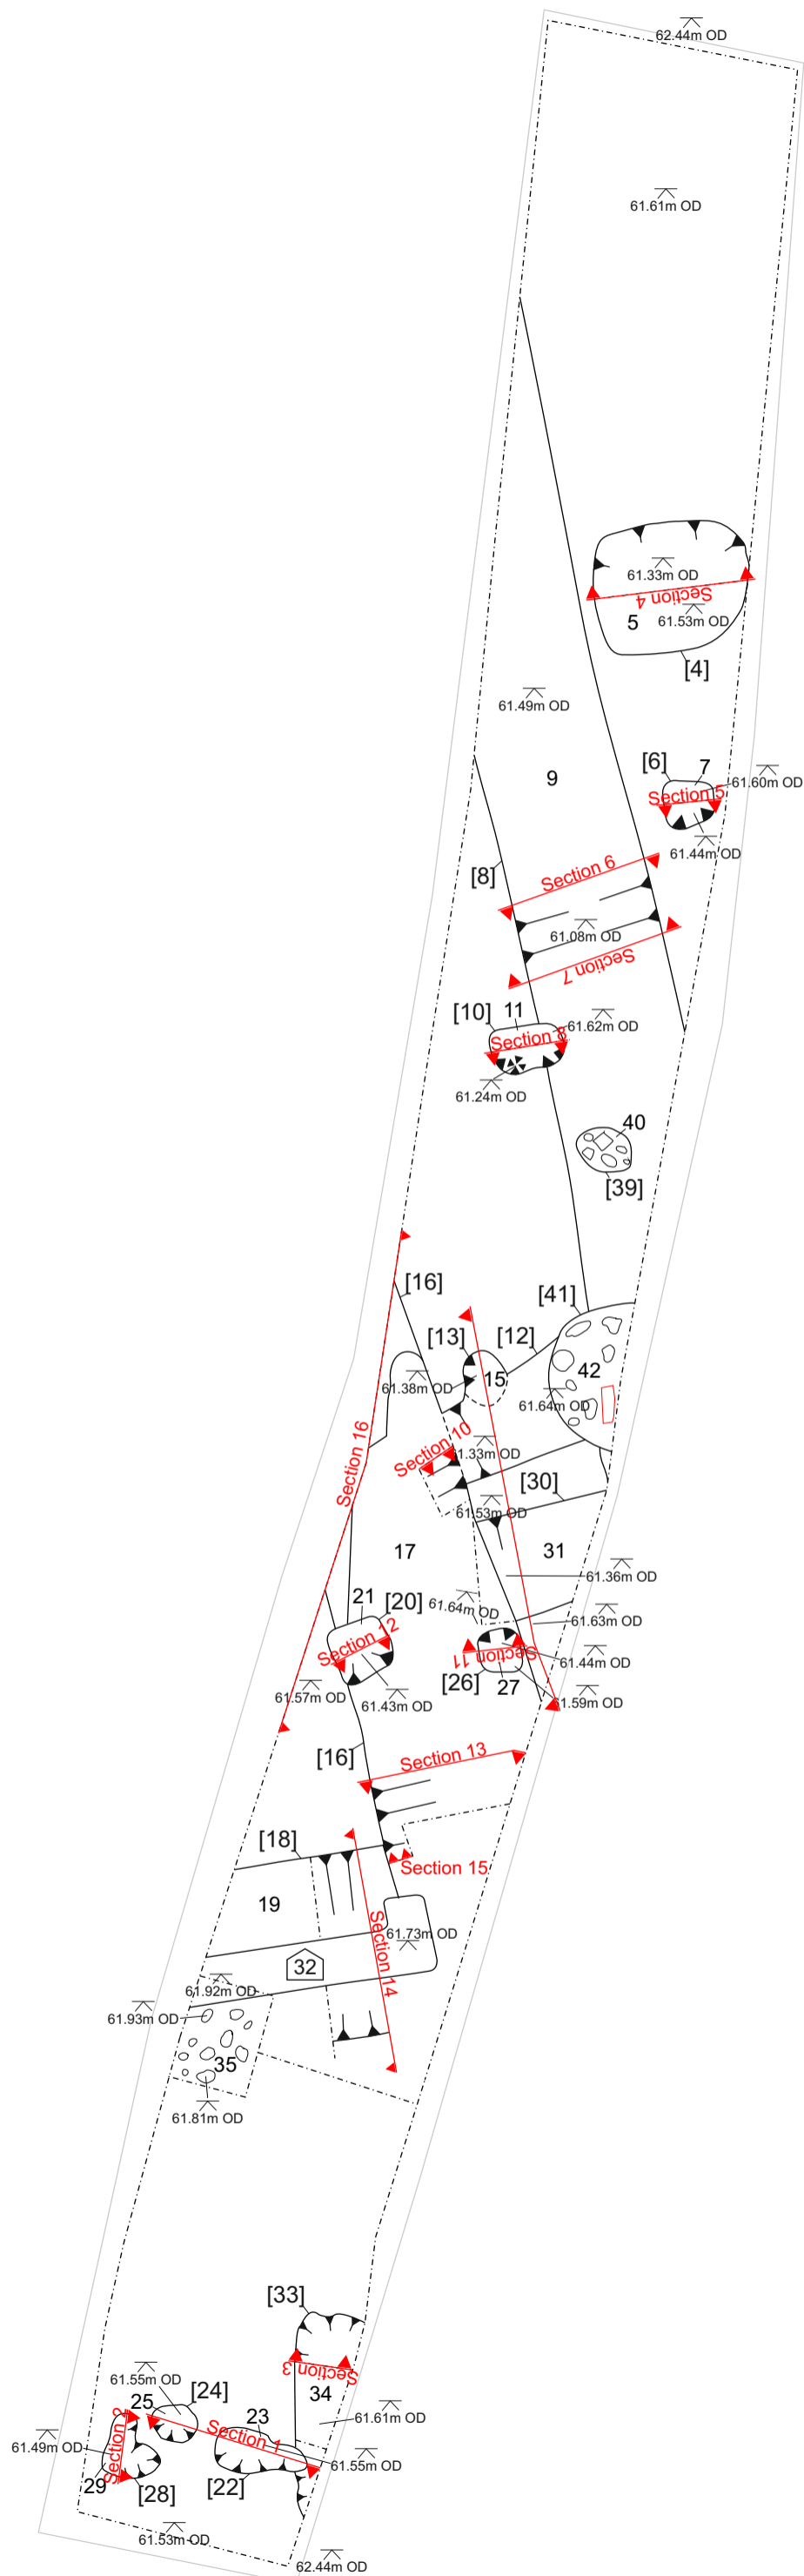 62.44m OD
61.61m OD
61.33m OD
Section 4
5
61.53m OD
[4]
61.49m OD
9
[6]
7
61.60m OD
Section 5
61.44m OD
[8]
Section 6
61.08m OD
Section 7
[10]
11
61.62m OD
Section 8
61.24m OD
40
[39]
[16]
[41]
[13]
[12]
42
15
61.38m OD
61.64m OD
Section 16
Section 10
61.33m OD
[30]
61.53m OD
17
31
61.36m OD
21
[20]
61.64m OD
61.63m OD
Section 12
Section 11
61.44m OD
[26]
27
61.57m OD
61.43m OD
61.59m OD
[16]
Section 13
[18]
Section 15
19
61.73m OD
Section 14
32
61.92m OD
61.93m OD
35
61.81m OD
[33]
Section 3
61.55m OD
[24]
34
25
23
61.61m OD
Section 2
Section 1
61.49m OD
61.55m OD
29
[28]
[22]
61.53m OD
62.44m OD